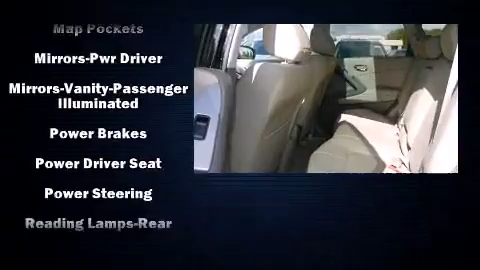 Map Pockets
Mirrors-Pwr Driver
Mirrors-Vanity-Passenger
Illuminated
Power Brakes
Power Driver Seat
Power Steering
Reading Lamps-Rear